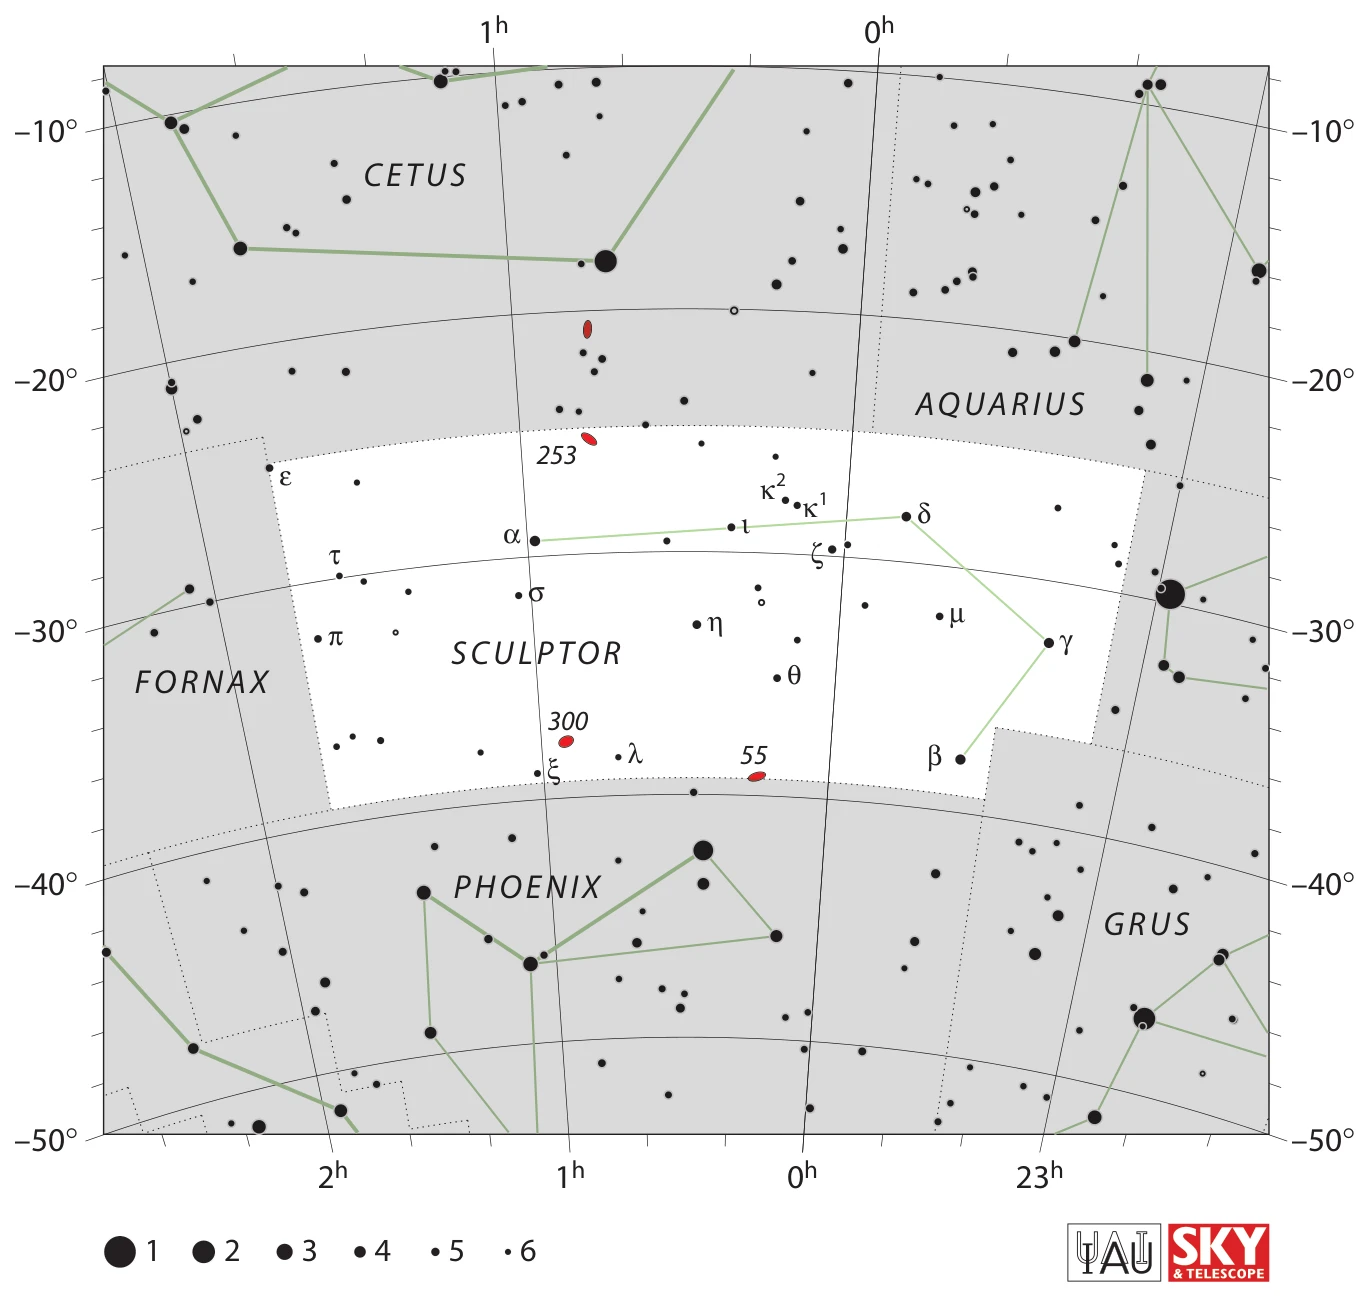 1ʰ 0ʰ
–10° –10°
CETUS
–20° –20°
AQUARIUS
253
ε κ² κ¹ δ
α ι ζ
τ
σ μ
–30° –30°
π η γ
SCULPTOR
θ
FORNAX
300
λ 55 β
ξ
–40° –40°
PHOENIX
GRUS
–50° –50°
2ʰ 1ʰ 0ʰ 23ʰ
1 2 3 4 5 6
IAU
SKY
& TELESCOPE